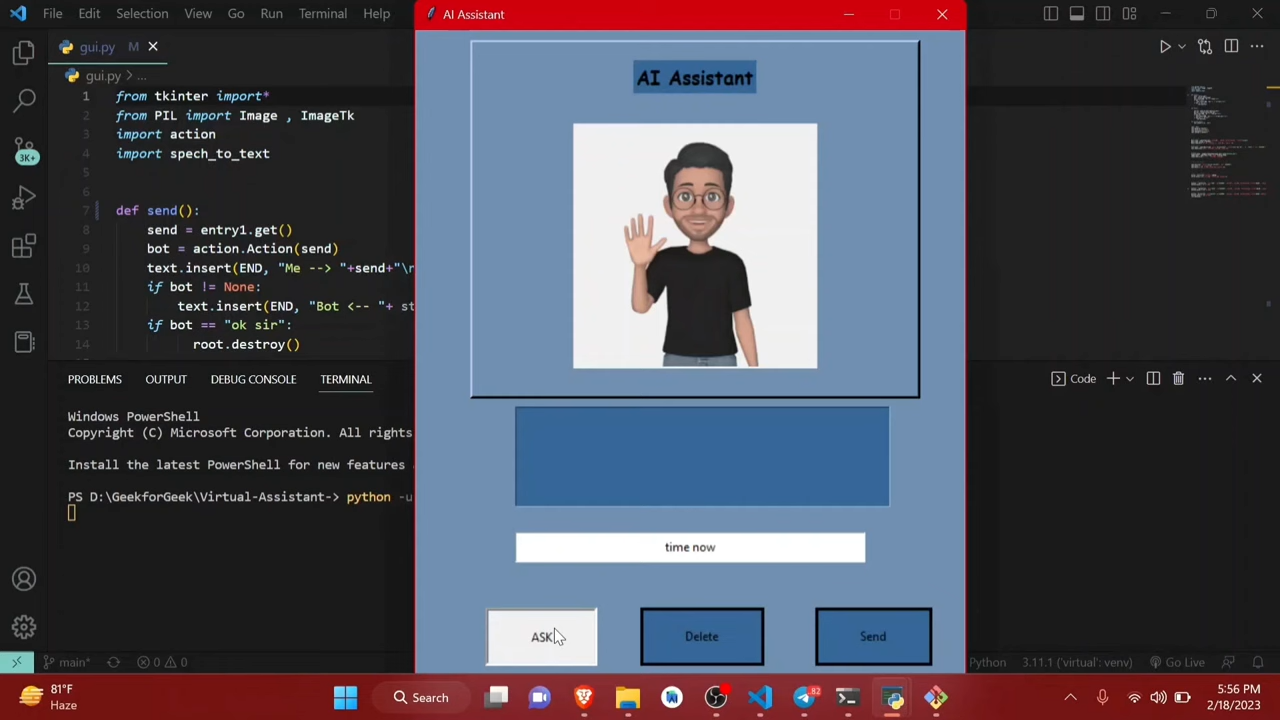 File Edit Selection View Go Run Terminal Help
AI Assistant
gui.py M
gui.py > ...
1 from tkinter import*
2 from PIL import Image , ImageTk
3 import action
4 import spech_to_text
5
6
7 def send():
8 send = entry1.get()
9 bot = action.Action(send)
10 text.insert(END, "Me --> "+send+"\n
11 if bot != None:
12 text.insert(END, "Bot <-- "+ st
13 if bot == "ok sir":
14 root.destroy()
3K+
AI Assistant
PROBLEMS OUTPUT DEBUG CONSOLE TERMINAL
Code
Windows PowerShell
Copyright (C) Microsoft Corporation. All rights
Install the latest PowerShell for new features
PS D:\GeekforGeek\Virtual-Assistant-> python -u
time now
ASK Delete Send
main* 0 0
Python 3.11.1 ('virtual': venv) Go Live
81°F
Haze
Search
82
5:56 PM
2/18/2023